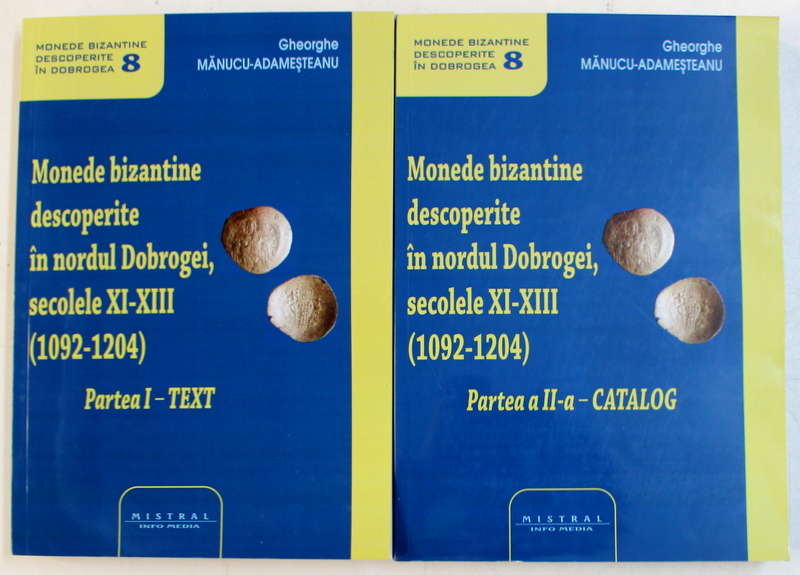 MONEDE BIZANTINE
DESCOPERITE
ÎN DOBROGEA 8
Gheorghe
MĂNUCU-ADAMEȘTEANU
Monede bizantine
descoperite
în nordul Dobrogei,
secolele XI-XIII
(1092-1204)
Partea I – TEXT
MISTRAL
INFO MEDIA
MONEDE BIZANTINE
DESCOPERITE
ÎN DOBROGEA 8
Gheorghe
MĂNUCU-ADAMEȘTEANU
Monede bizantine
descoperite
în nordul Dobrogei,
secolele XI-XIII
(1092-1204)
Partea a II-a – CATALOG
MISTRAL
INFO MEDIA